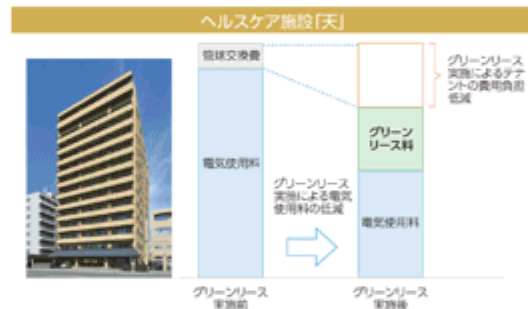 ヘルスケア施設「天」
管球交換費
電気使用料
グリーンリース
実施による電気
使用料の低減
グリーン
リース料
電気使用料
グリーンリース
実施によるテナ
ントの費用負担
低減
グリーンリース
実施前
グリーンリース
実施後